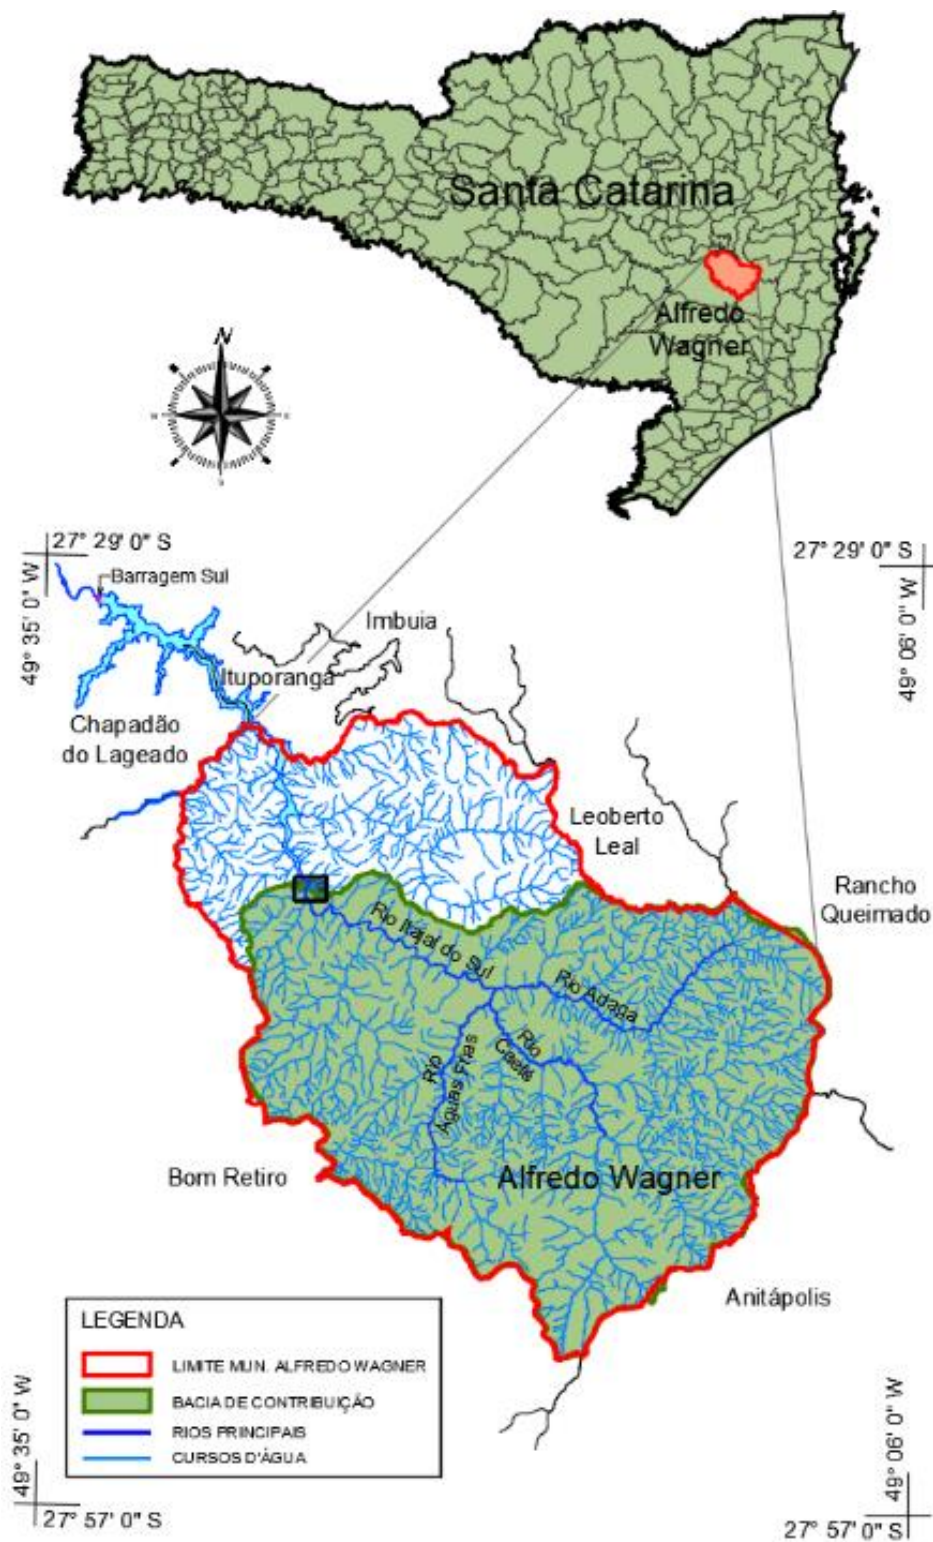 Santa Catarina
Alfredo
Wagner
N
27° 29' 0" S
27° 29' 0" S
49° 35' 0" W
49° 06' 0" W
Barragem Sul
Imbuia
Ituporanga
Chapadão
do Lageado
Leoberto
Leal
Rancho
Queimado
Rio Itajaí do Sul
Rio Adaga
Rio
Caeté
Rio
Águas Frias
Alfredo Wagner
Bom Retiro
Anitápolis
LEGENDA
LIMITE MUN. ALFREDO WAGNER
BACIA DE CONTRIBUIÇÃO
RIOS PRINCIPAIS
CURSOS D'ÁGUA
49° 35' 0" W
49° 06' 0" W
27° 57' 0" S
27° 57' 0" S